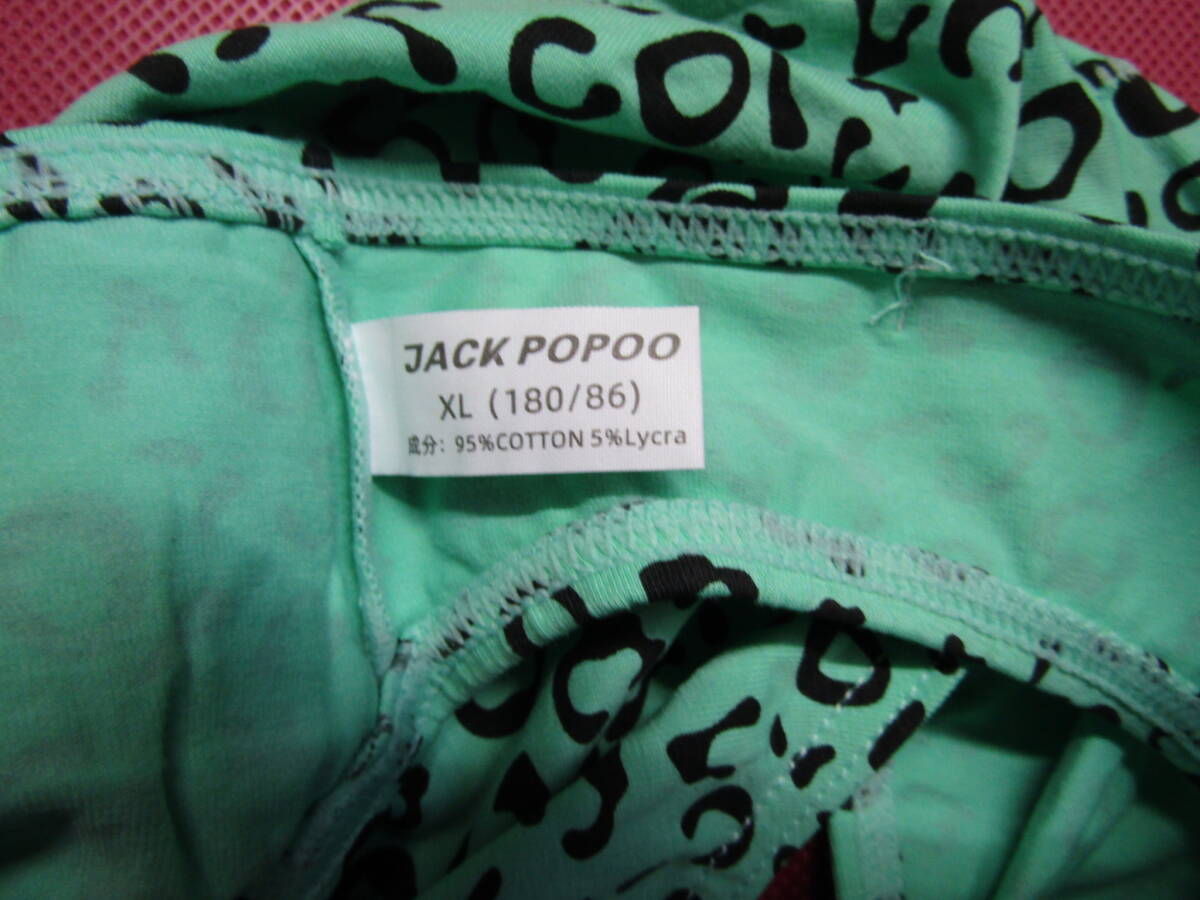 JACK POPOO
XL (180/86)
成分: 95%COTTON 5%Lycra